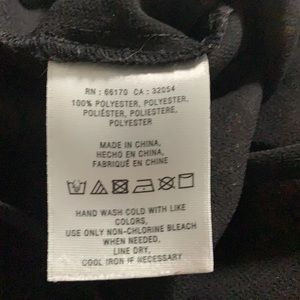 RN : 66170 CA : 32054
100% POLYESTER, POLYESTER,
POLIÉSTER, POLIESTERE,
POLYESTER
MADE IN CHINA,
HECHO EN CHINA,
FABRIQUÉ EN CHINE
HAND WASH COLD WITH LIKE
COLORS,
USE ONLY NON-CHLORINE BLEACH
WHEN NEEDED,
LINE DRY,
COOL IRON IF NECESSARY